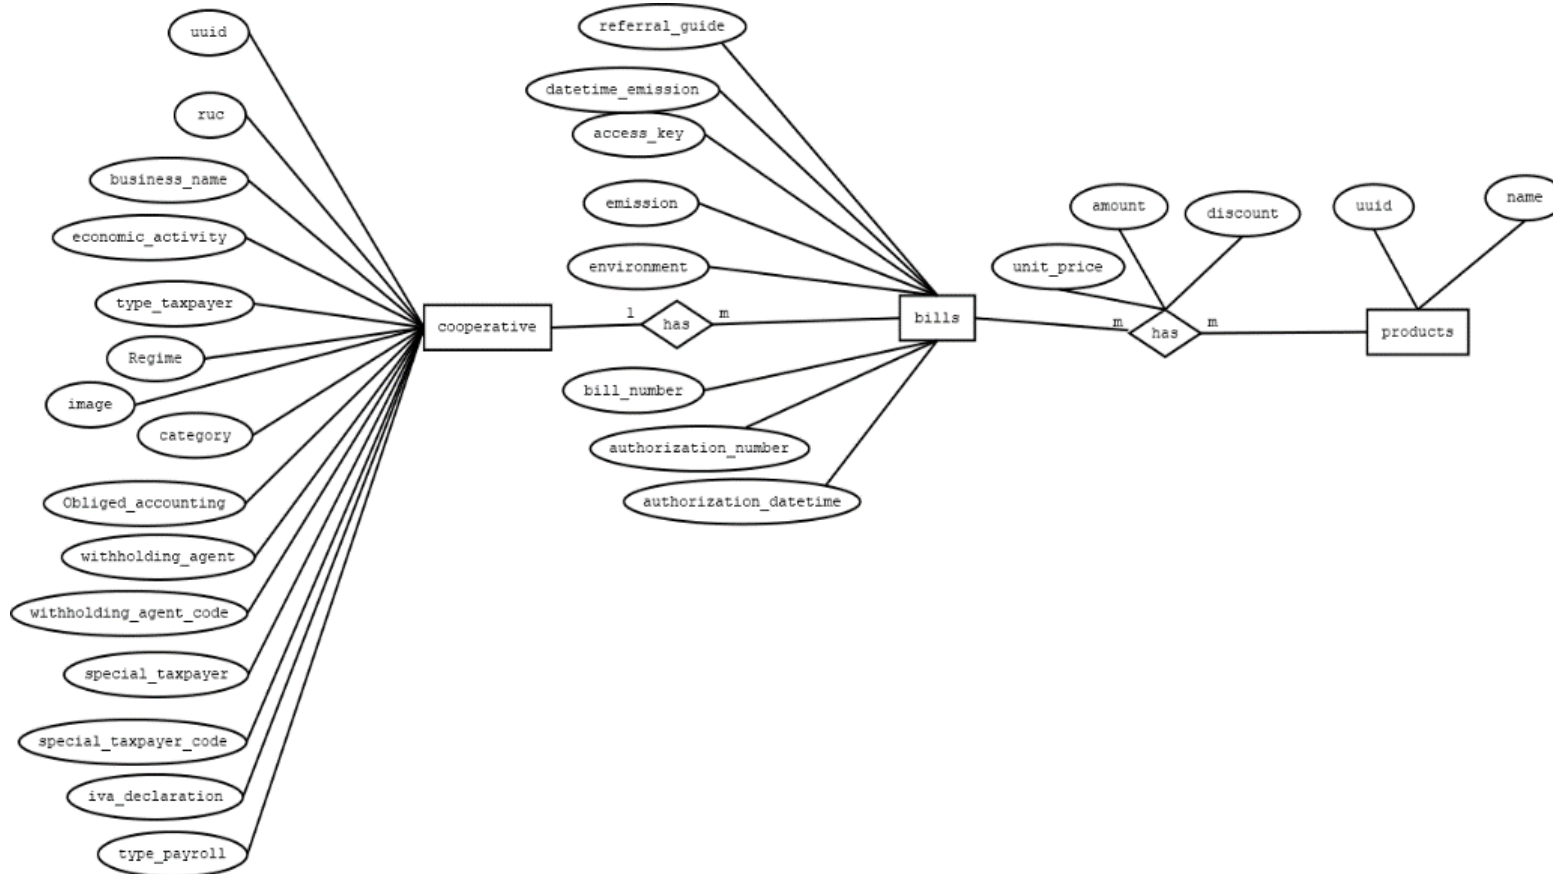 uuid
ruc
business_name
economic_activity
type_taxpayer
Regime
image
category
Obliged_accounting
withholding_agent
withholding_agent_code
special_taxpayer
special_taxpayer_code
iva_declaration
type_payroll
cooperative
1
has
m
referral_guide
datetime_emission
access_key
emission
environment
bill_number
authorization_number
authorization_datetime
bills
m
has
m
unit_price
amount
discount
products
uuid
name